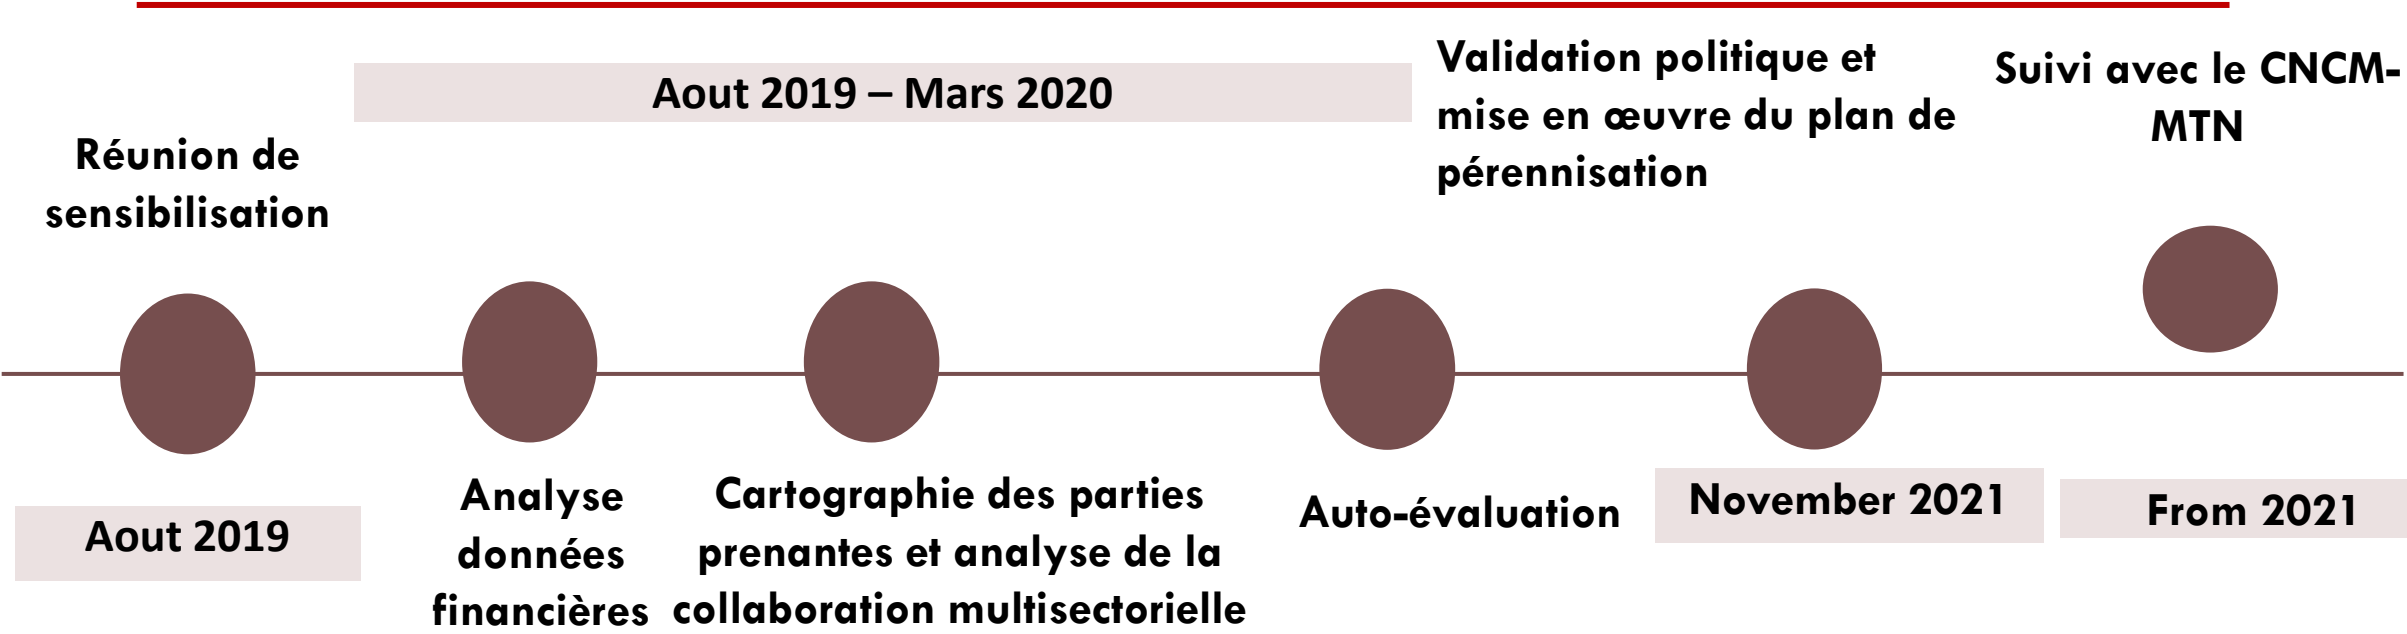 Réunion de
sensibilisation
Aout 2019
Aout 2019 – Mars 2020
Analyse
données
financières
Cartographie des parties
prenantes et analyse de la
collaboration multisectorielle
Auto-évaluation
Validation politique et
mise en œuvre du plan de
pérennisation
November 2021
Suivi avec le CNCM-
MTN
From 2021